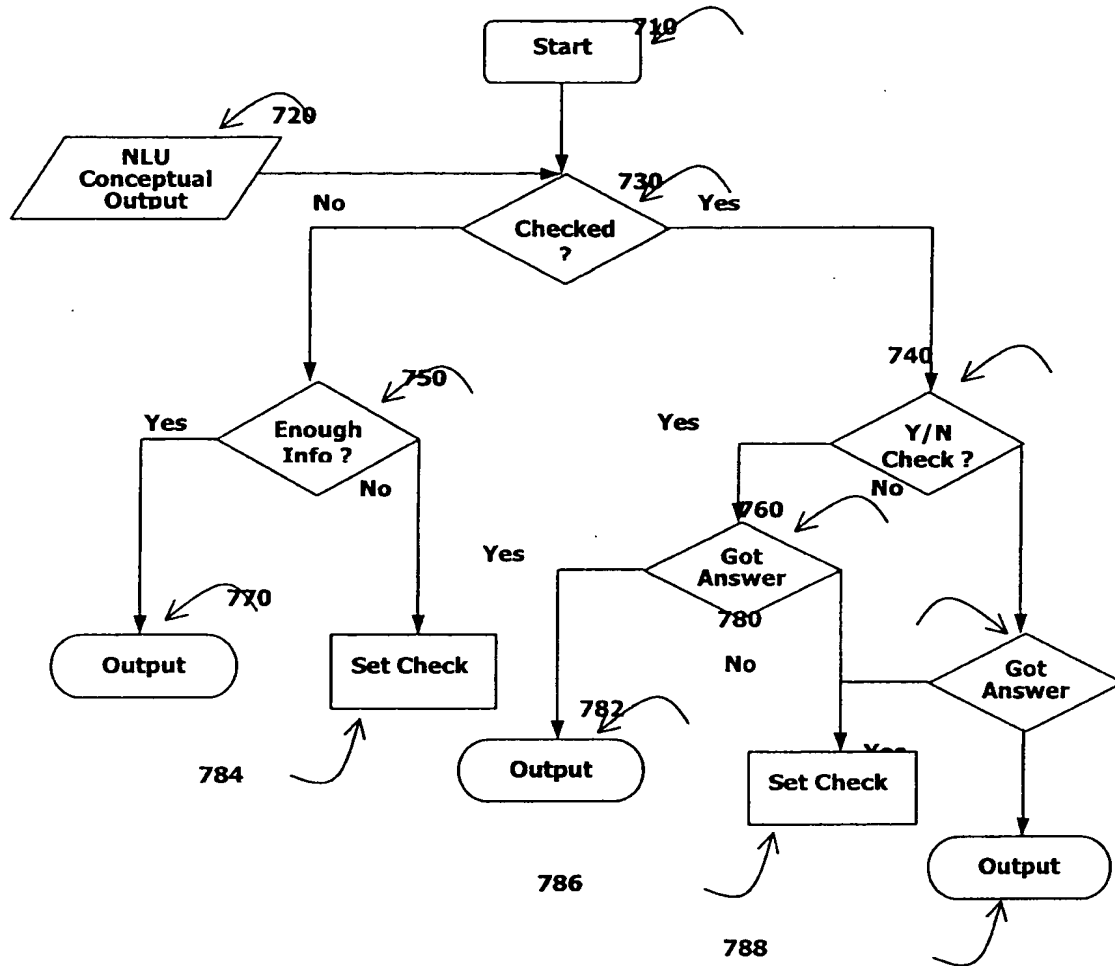 710
Start
720
NLU
Conceptual
Output
730
No
Yes
Checked
?
740
750
Yes
Yes
Enough
Info ?
Y/N
Check ?
No
No
760
Yes
Got
Answer
770
780
Output
Set Check
No
Got
Answer
782
Yes
784
Output
Set Check
Output
786
788